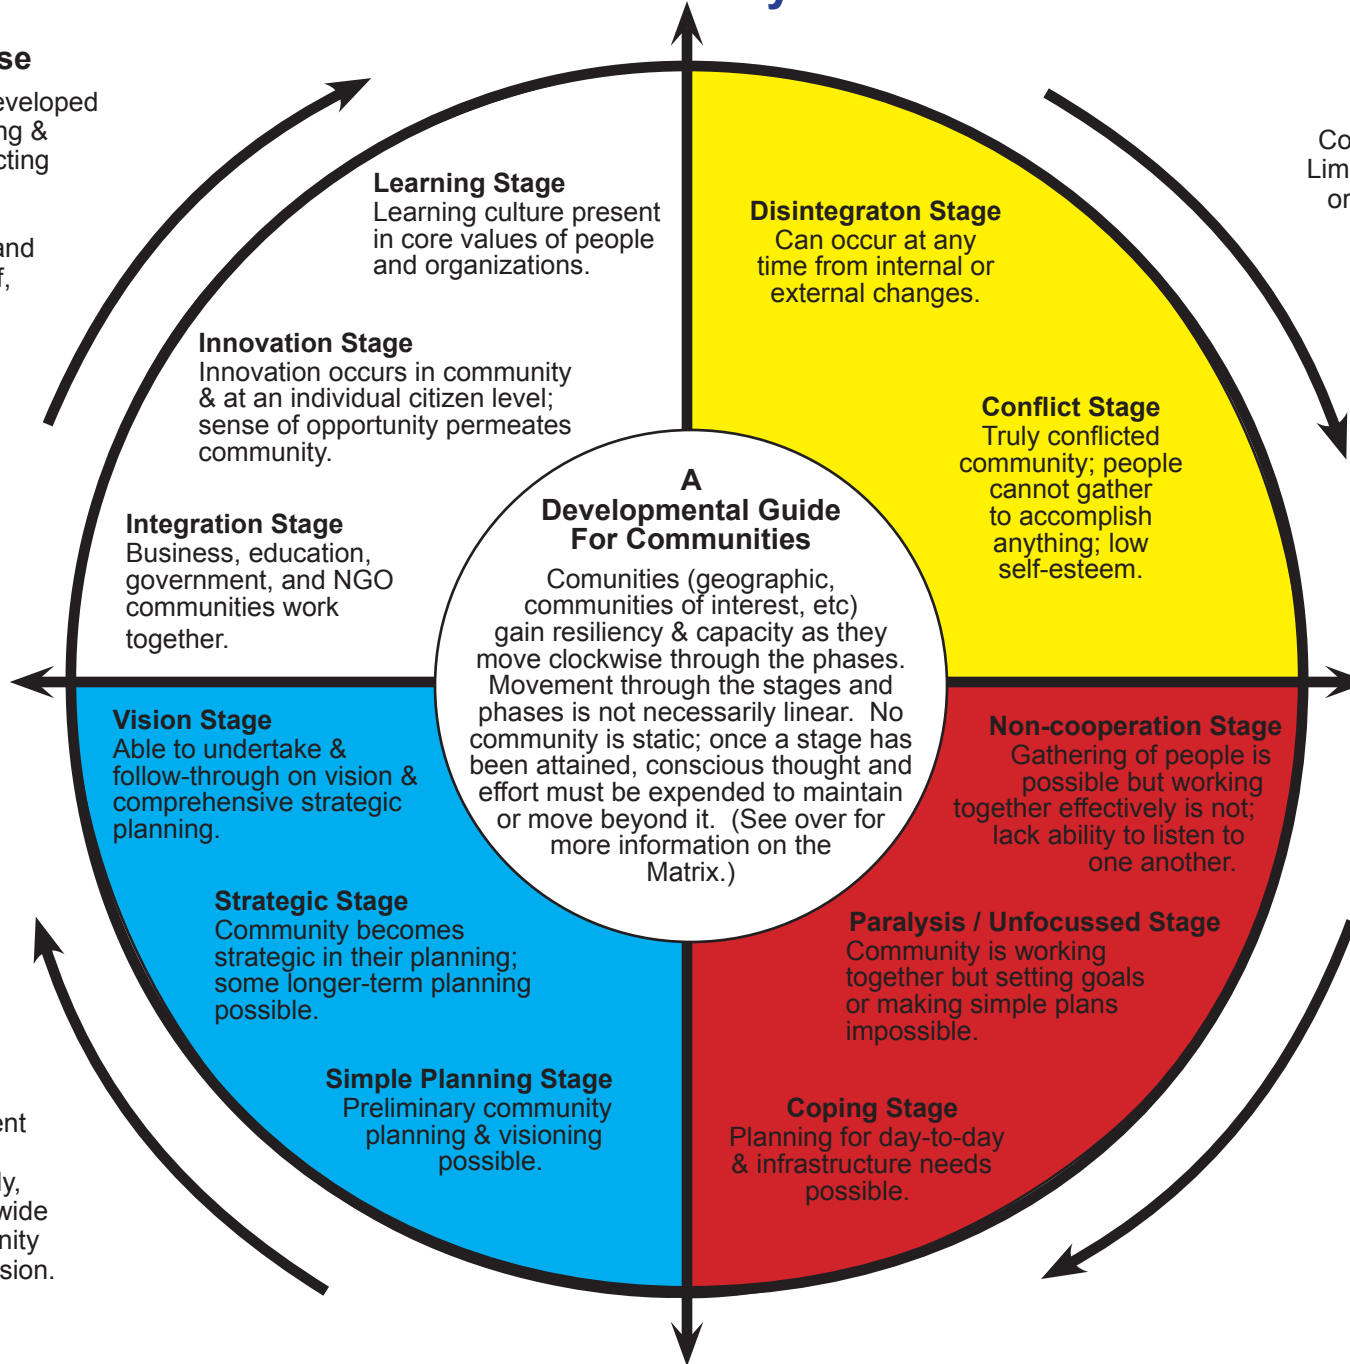 Learning Stage
Learning culture present
in core values of people
and organizations.
Innovation Stage
Innovation occurs in community
& at an individual citizen level;
sense of opportunity permeates
community.
Integration Stage
Business, education,
government, and NGO
communities work
together.
Disintegraton Stage
Can occur at any
time from internal or
external changes.
Conflict Stage
Truly conflicted
community; people
cannot gather
to accomplish
anything; low
self-esteem.
A
Developmental Guide
For Communities
Comunities (geographic,
communities of interest, etc)
gain resiliency & capacity as they
move clockwise through the phases.
Movement through the stages and
phases is not necessarily linear. No
community is static; once a stage has
been attained, conscious thought and
effort must be expended to maintain
or move beyond it. (See over for
more information on the
Matrix.)
Non-cooperation Stage
Gathering of people is
possible but working
together effectively is not;
lack ability to listen to
one another.
Paralysis / Unfocussed Stage
Community is working
together but setting goals
or making simple plans
impossible.
Coping Stage
Planning for day-to-day
& infrastructure needs
possible.
Vision Stage
Able to undertake &
follow-through on vision &
comprehensive strategic
planning.
Strategic Stage
Community becomes
strategic in their planning;
some longer-term planning
possible.
Simple Planning Stage
Preliminary community
planning & visioning
possible.